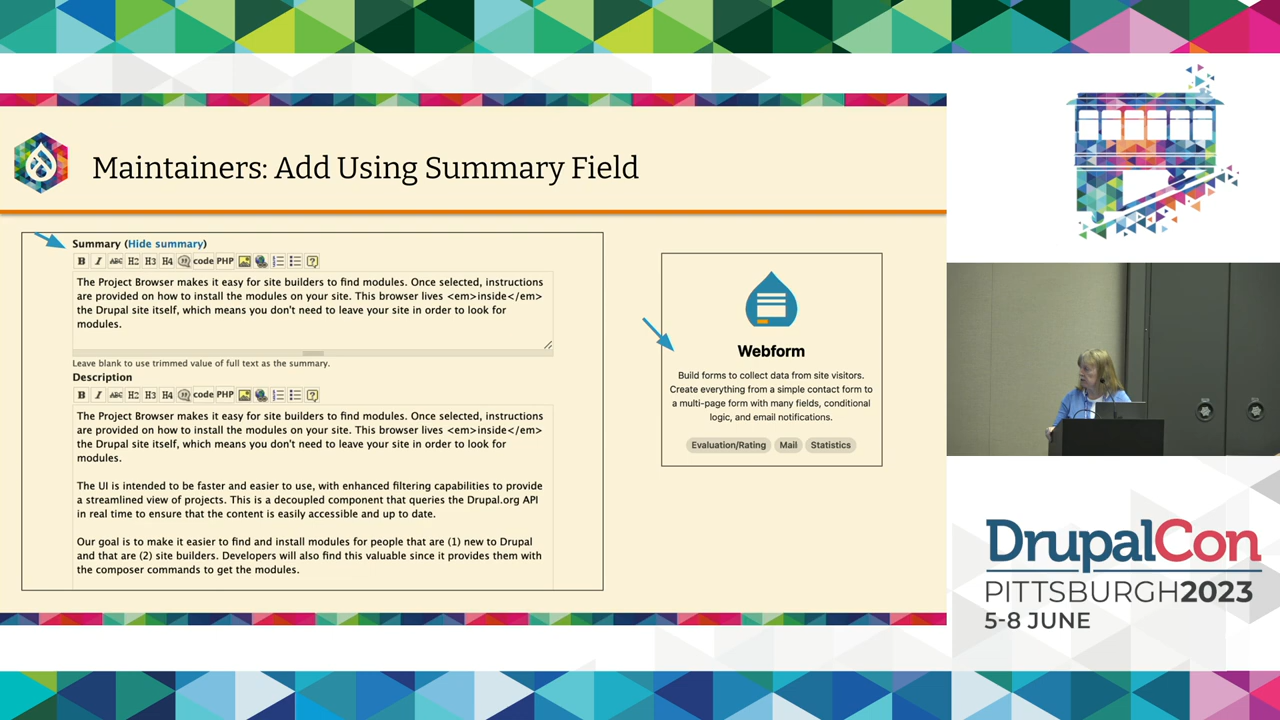 Maintainers: Add Using Summary Field
Summary (Hide summary)
B I ABC H2 H3 H4 code PHP
The Project Browser makes it easy for site builders to find modules. Once selected, instructions
are provided on how to install the modules on your site. This browser lives <em>inside</em>
the Drupal site itself, which means you don't need to leave your site in order to look for
modules.
Leave blank to use trimmed value of full text as the summary.
Description
B I ABC H2 H3 H4 code PHP
The Project Browser makes it easy for site builders to find modules. Once selected, instructions
are provided on how to install the modules on your site. This browser lives <em>inside</em>
the Drupal site itself, which means you don't need to leave your site in order to look for
modules.
The UI is intended to be faster and easier to use, with enhanced filtering capabilities to provide
a streamlined view of projects. This is a decoupled component that queries the Drupal.org API
in real time to ensure that the content is easily accessible and up to date.
Our goal is to make it easier to find and install modules for people that are (1) new to Drupal
and that are (2) site builders. Developers will also find this valuable since it provides them with
the composer commands to get the modules.
Webform
Build forms to collect data from site visitors.
Create everything from a simple contact form to
a multi-page form with many fields, conditional
logic, and email notifications.
Evaluation/Rating Mail Statistics
DrupalCon
PITTSBURGH2023
5-8 JUNE